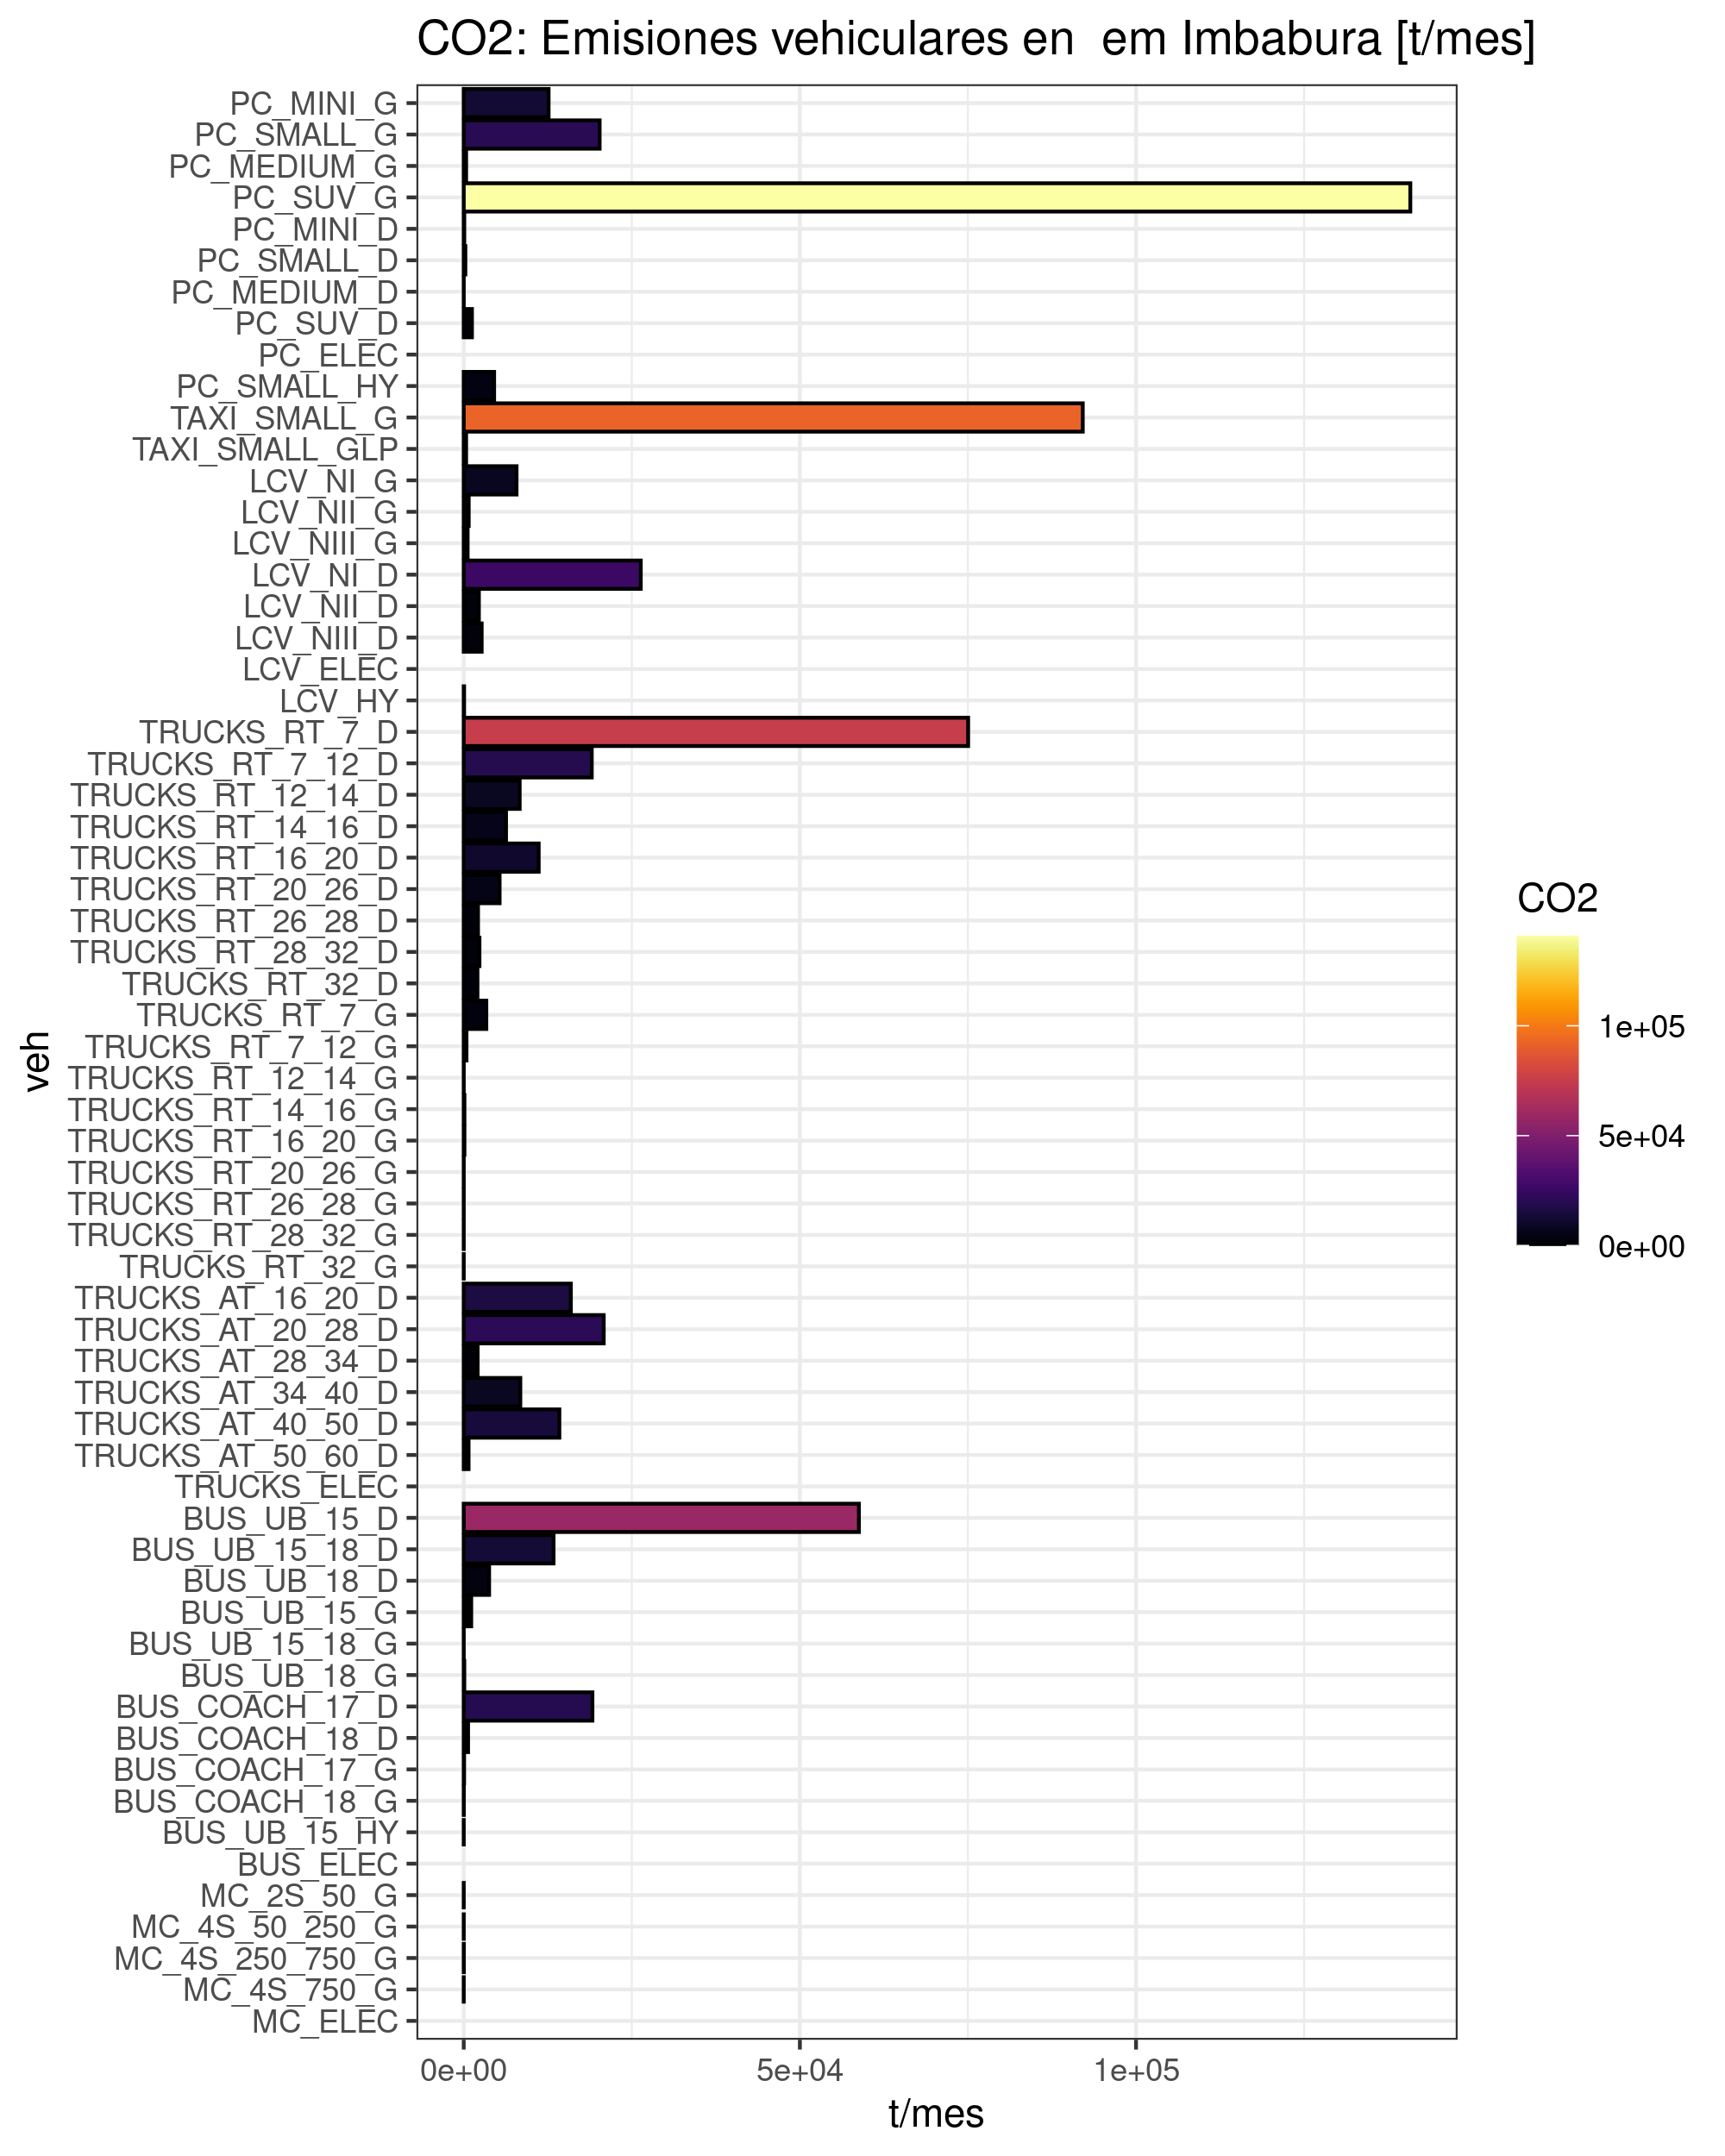 CO2: Emisiones vehiculares en  em Imbabura [t/mes]
PC_MINI_G
PC_SMALL_G
PC_MEDIUM_G
PC_SUV_G
PC_MINI_D
PC_SMALL_D
PC_MEDIUM_D
PC_SUV_D
PC_ELEC
PC_SMALL_HY
TAXI_SMALL_G
TAXI_SMALL_GLP
LCV_NI_G
LCV_NII_G
LCV_NIII_G
LCV_NI_D
LCV_NII_D
LCV_NIII_D
LCV_ELEC
LCV_HY
TRUCKS_RT_7_D
TRUCKS_RT_7_12_D
TRUCKS_RT_12_14_D
TRUCKS_RT_14_16_D
TRUCKS_RT_16_20_D
TRUCKS_RT_20_26_D
TRUCKS_RT_26_28_D
TRUCKS_RT_28_32_D
TRUCKS_RT_32_D
TRUCKS_RT_7_G
TRUCKS_RT_7_12_G
TRUCKS_RT_12_14_G
TRUCKS_RT_14_16_G
TRUCKS_RT_16_20_G
TRUCKS_RT_20_26_G
TRUCKS_RT_26_28_G
TRUCKS_RT_28_32_G
TRUCKS_RT_32_G
TRUCKS_AT_16_20_D
TRUCKS_AT_20_28_D
TRUCKS_AT_28_34_D
TRUCKS_AT_34_40_D
TRUCKS_AT_40_50_D
TRUCKS_AT_50_60_D
TRUCKS_ELEC
BUS_UB_15_D
BUS_UB_15_18_D
BUS_UB_18_D
BUS_UB_15_G
BUS_UB_15_18_G
BUS_UB_18_G
BUS_COACH_17_D
BUS_COACH_18_D
BUS_COACH_17_G
BUS_COACH_18_G
BUS_UB_15_HY
BUS_ELEC
MC_2S_50_G
MC_4S_50_250_G
MC_4S_250_750_G
MC_4S_750_G
MC_ELEC
veh
0e+00 5e+04 1e+05
t/mes
CO2
1e+05
5e+04
0e+00